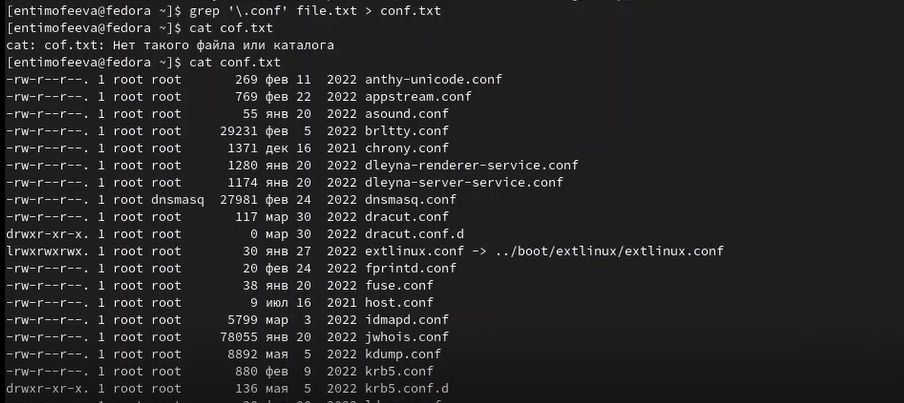 [entimofeeva@fedora ~]$ grep '\.conf' file.txt > conf.txt
[entimofeeva@fedora ~]$ cat cof.txt
cat: cof.txt: Нет такого файла или каталога
[entimofeeva@fedora ~]$ cat conf.txt
-rw-r--r--. 1 root root 269 фев 11 2022 anthy-unicode.conf
-rw-r--r--. 1 root root 769 фев 22 2022 appstream.conf
-rw-r--r--. 1 root root 55 янв 20 2022 asound.conf
-rw-r--r--. 1 root root 29231 фев 5 2022 brltty.conf
-rw-r--r--. 1 root root 1371 дек 16 2021 chrony.conf
-rw-r--r--. 1 root root 1280 янв 20 2022 dleyna-renderer-service.conf
-rw-r--r--. 1 root root 1174 янв 20 2022 dleyna-server-service.conf
-rw-r--r--. 1 root dnsmasq 27981 фев 24 2022 dnsmasq.conf
-rw-r--r--. 1 root root 117 мар 30 2022 dracut.conf
drwxr-xr-x. 1 root root 0 мар 30 2022 dracut.conf.d
lrwxrwxrwx. 1 root root 30 янв 27 2022 extlinux.conf -> ../boot/extlinux/extlinux.conf
-rw-r--r--. 1 root root 20 фев 24 2022 fprintd.conf
-rw-r--r--. 1 root root 38 янв 20 2022 fuse.conf
-rw-r--r--. 1 root root 9 июл 16 2021 host.conf
-rw-r--r--. 1 root root 5799 мар 3 2022 idmapd.conf
-rw-r--r--. 1 root root 78055 янв 20 2022 jwhois.conf
-rw-r--r--. 1 root root 8892 мая 5 2022 kdump.conf
-rw-r--r--. 1 root root 880 фев 9 2022 krb5.conf
drwxr-xr-x. 1 root root 136 мая 5 2022 krb5.conf.d